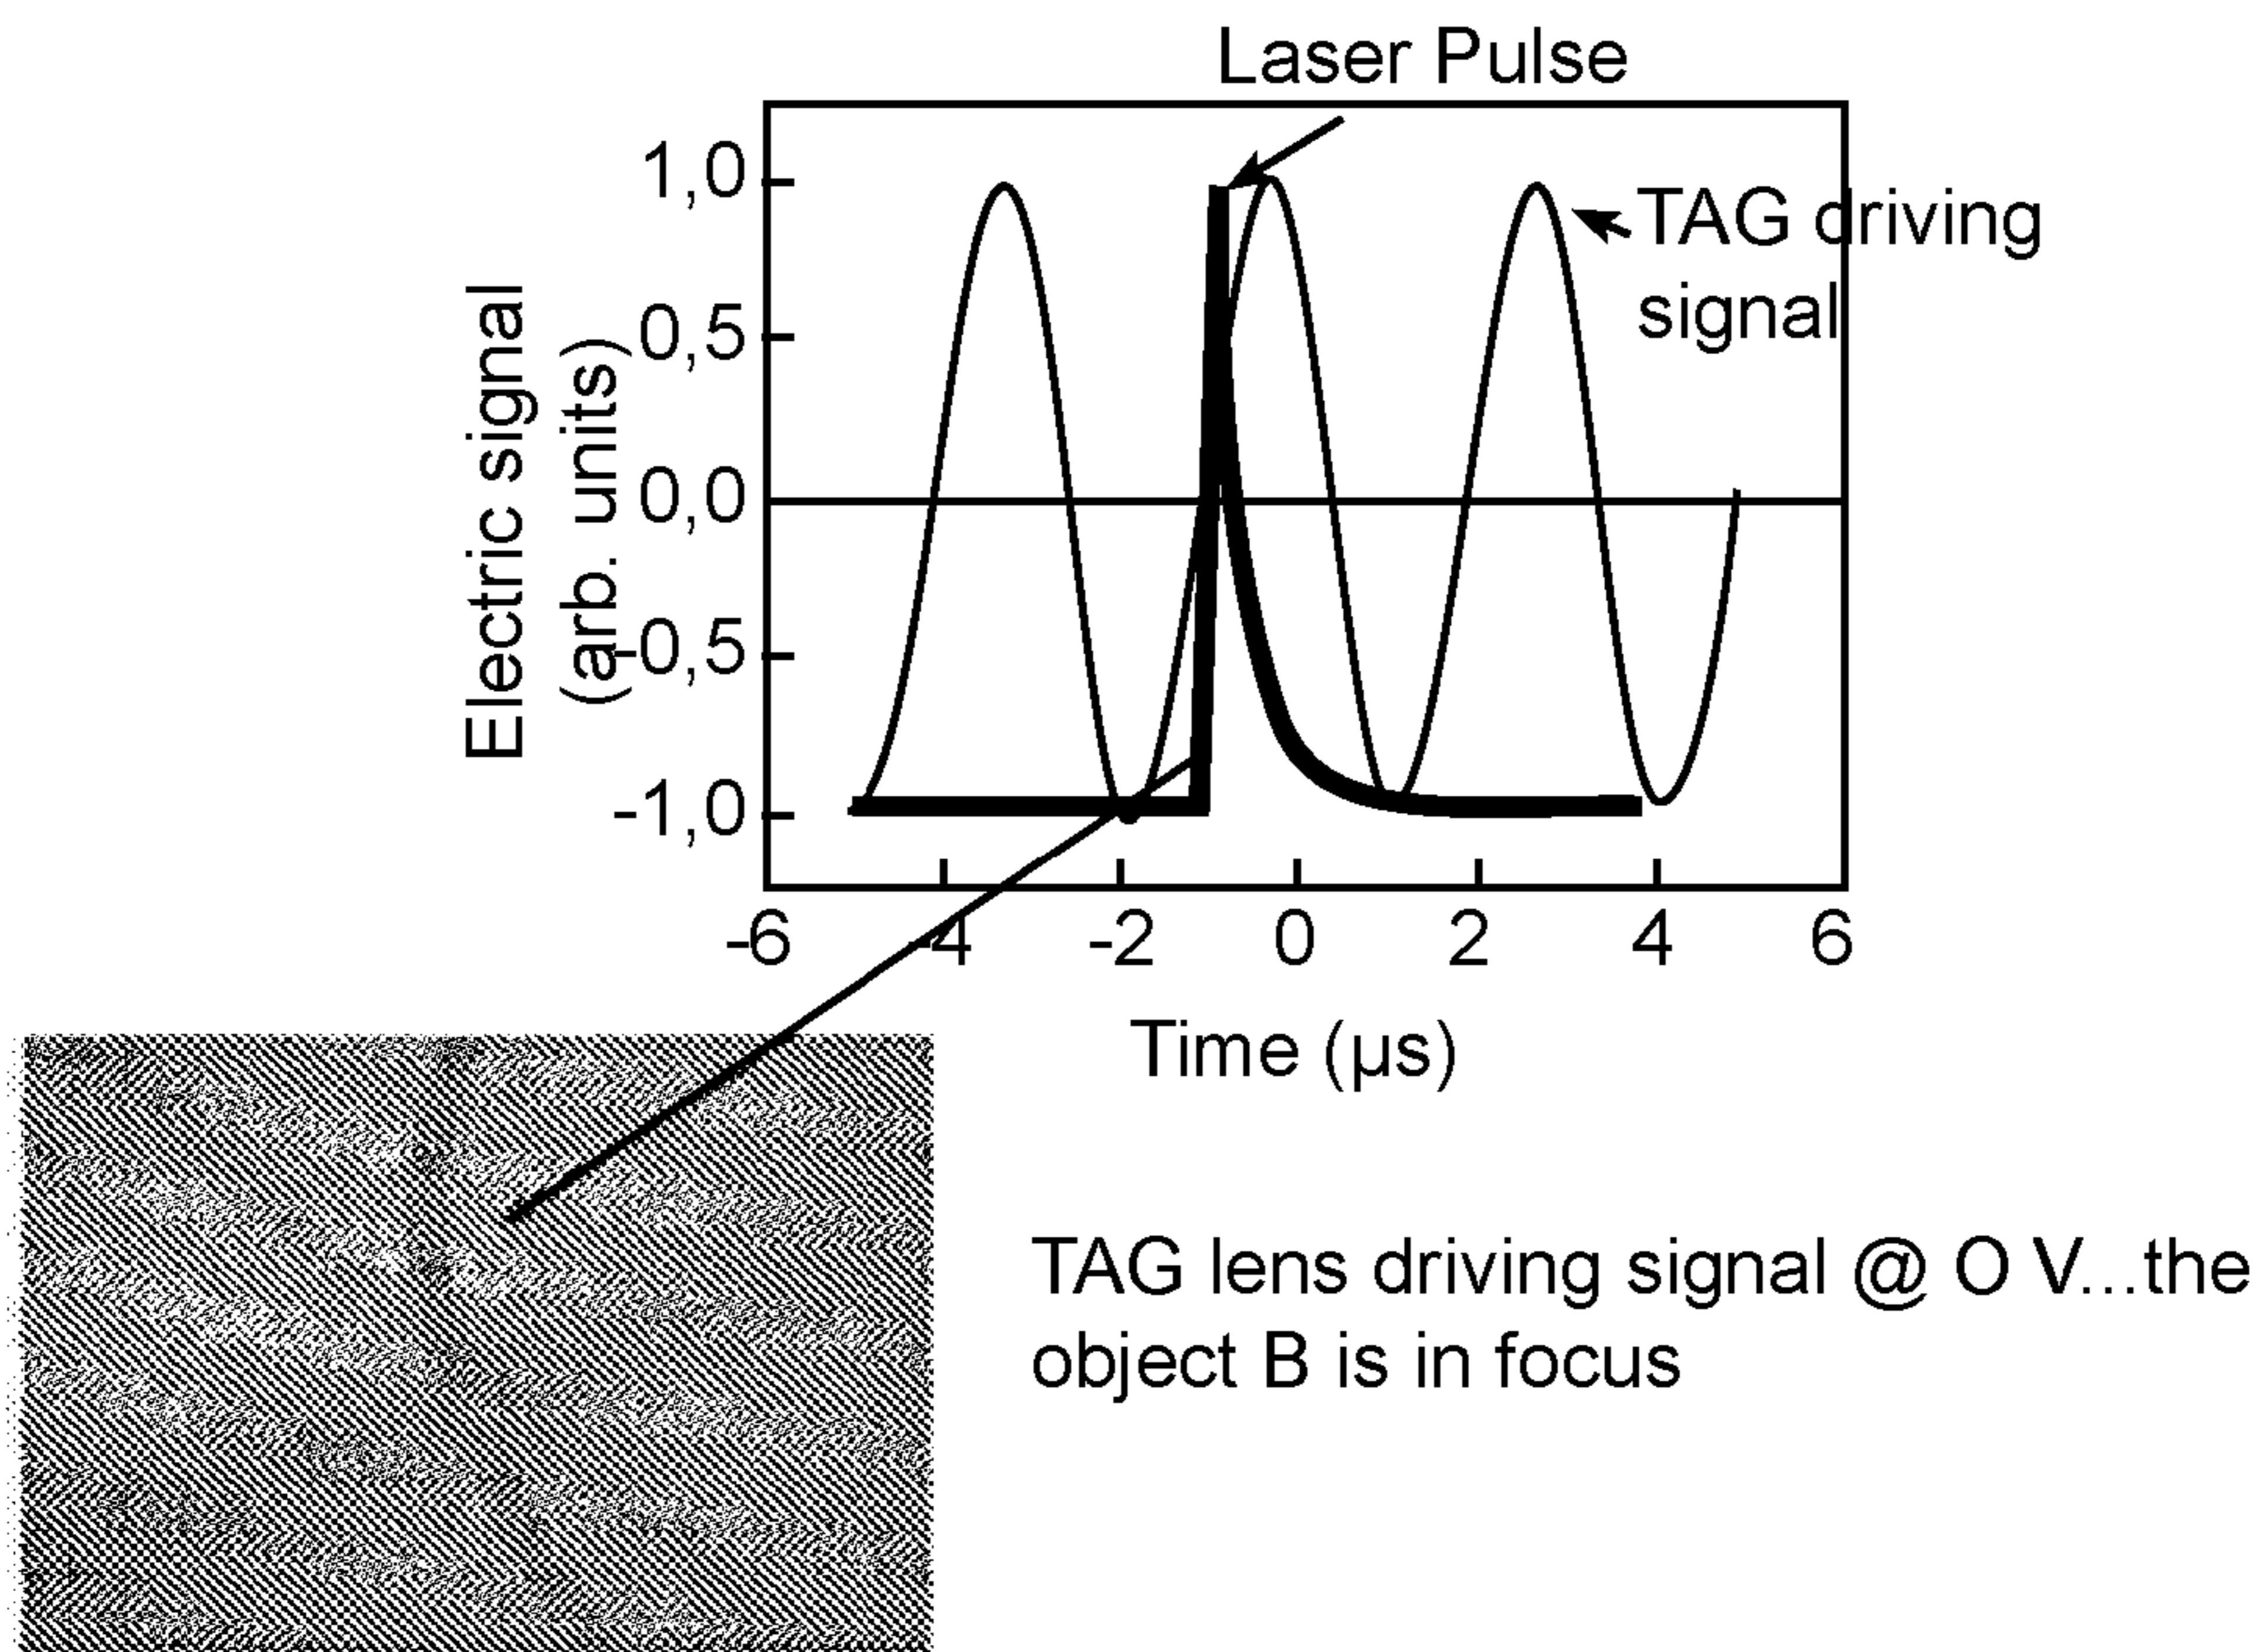 Laser Pulse
1,0
0,5
0,0
-0,5
-1,0
Electric signal
(arb. units)
TAG driving
signal
-6 -4 -2 0 2 4 6
Time (µs)
TAG lens driving signal @ O V...the
object B is in focus